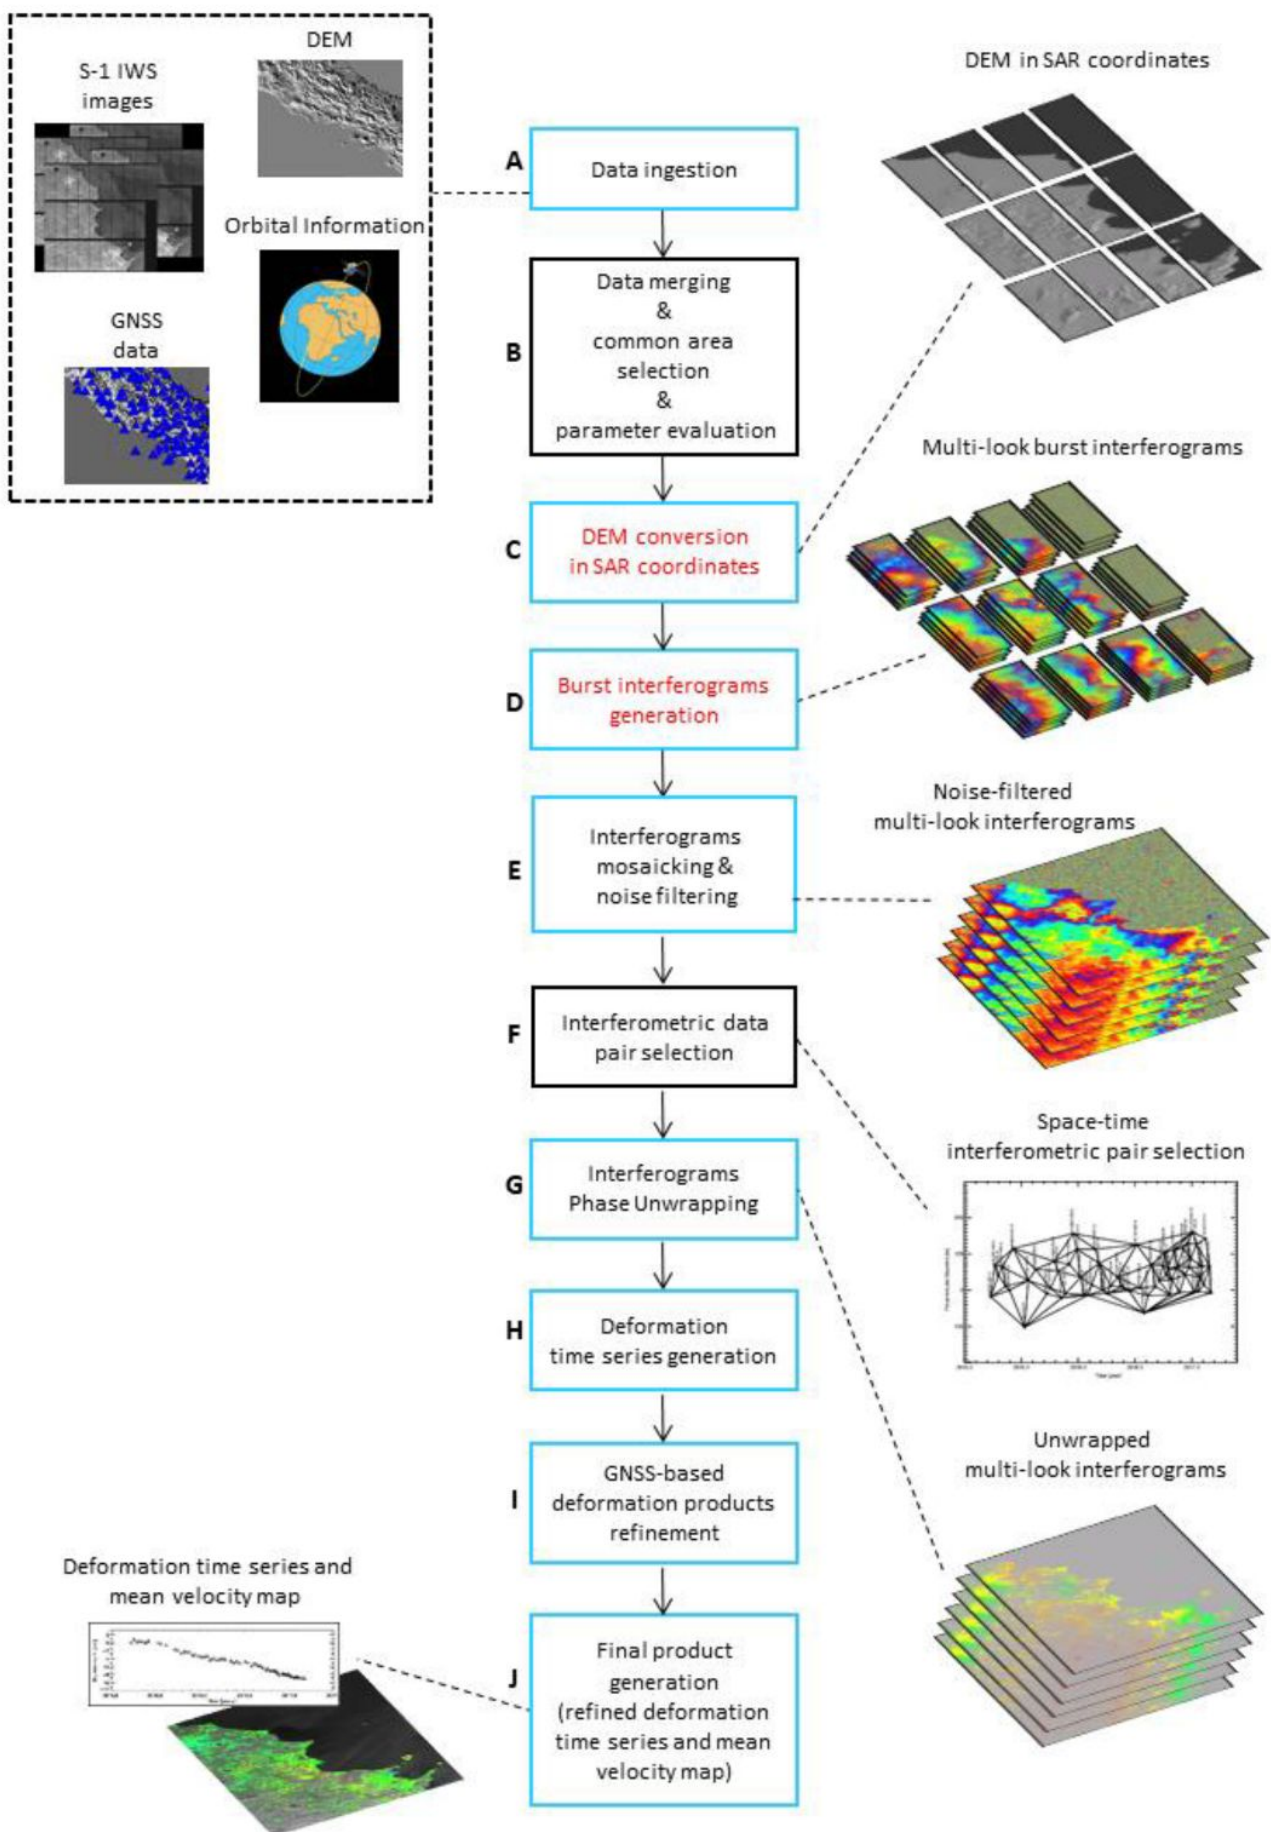 DEM
S-1 IWS
images
Orbital Information
GNSS
data
A
Data ingestion
B
Data merging
&
common area
selection
&
parameter evaluation
C
DEM conversion
in SAR coordinates
D
Burst interferograms
generation
E
Interferograms
mosaicking &
noise filtering
F
Interferometric data
pair selection
G
Interferograms
Phase Unwrapping
H
Deformation
time series generation
I
GNSS-based
deformation products
refinement
J
Final product
generation
(refined deformation
time series and mean
velocity map)
DEM in SAR coordinates
Multi-look burst interferograms
Noise-filtered
multi-look interferograms
Space-time
interferometric pair selection
Unwrapped
multi-look interferograms
Deformation time series and
mean velocity map